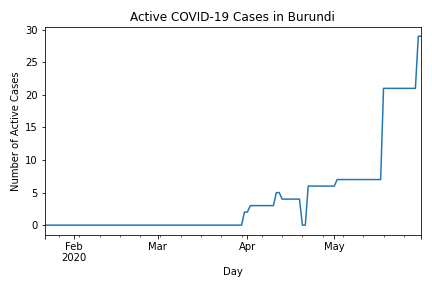 Active COVID-19 Cases in Burundi
Number of Active Cases
30
25
20
15
10
5
0
Feb
2020
Mar
Apr
May
Day